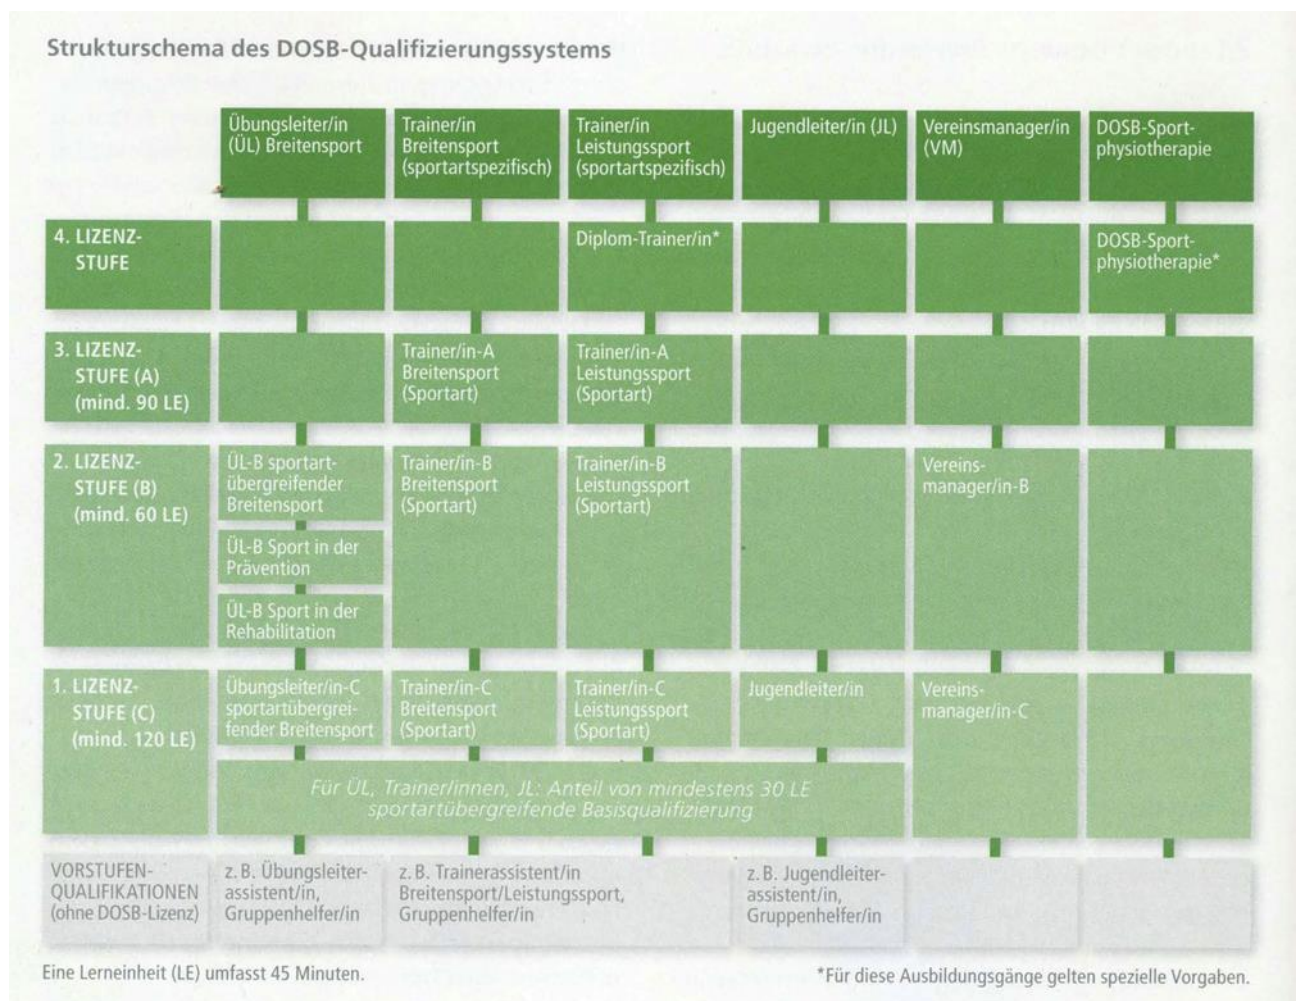 Strukturschema des DOSB-Qualifizierungssystems
Übungsleiter/in
(ÜL) Breitensport
Trainer/in
Breitensport
(sportartspezifisch)
Trainer/in
Leistungssport
(sportartspezifisch)
Jugendleiter/in (JL)
Vereinsmanager/in
(VM)
DOSB-Sport-
physiotherapie
4. LIZENZ-
STUFE
Diplom-Trainer/in*
DOSB-Sport-
physiotherapie*
3. LIZENZ-
STUFE (A)
(mind. 90 LE)
Trainer/in-A
Breitensport
(Sportart)
Trainer/in-A
Leistungssport
(Sportart)
2. LIZENZ-
STUFE (B)
(mind. 60 LE)
ÜL-B sportart-
übergreifender
Breitensport
ÜL-B Sport in der
Prävention
ÜL-B Sport in der
Rehabilitation
Trainer/in-B
Breitensport
(Sportart)
Trainer/in-B
Leistungssport
(Sportart)
Vereins-
manager/in-B
1. LIZENZ-
STUFE (C)
(mind. 120 LE)
Übungsleiter/in-C
sportartübergrei-
fender Breitensport
Trainer/in-C
Breitensport
(Sportart)
Trainer/in-C
Leistungssport
(Sportart)
Jugendleiter/in
Vereins-
manager/in-C
Für ÜL, Trainer/innen, JL: Anteil von mindestens 30 LE
sportartübergreifende Basisqualifizierung
VORSTUFEN-
QUALIFIKATIONEN
(ohne DOSB-Lizenz)
z. B. Übungsleiter-
assistent/in,
Gruppenhelfer/in
z. B. Trainerassistent/in
Breitensport/Leistungssport,
Gruppenhelfer/in
z. B. Jugendleiter-
assistent/in,
Gruppenhelfer/in
Eine Lerneinheit (LE) umfasst 45 Minuten.
*Für diese Ausbildungsgänge gelten spezielle Vorgaben.